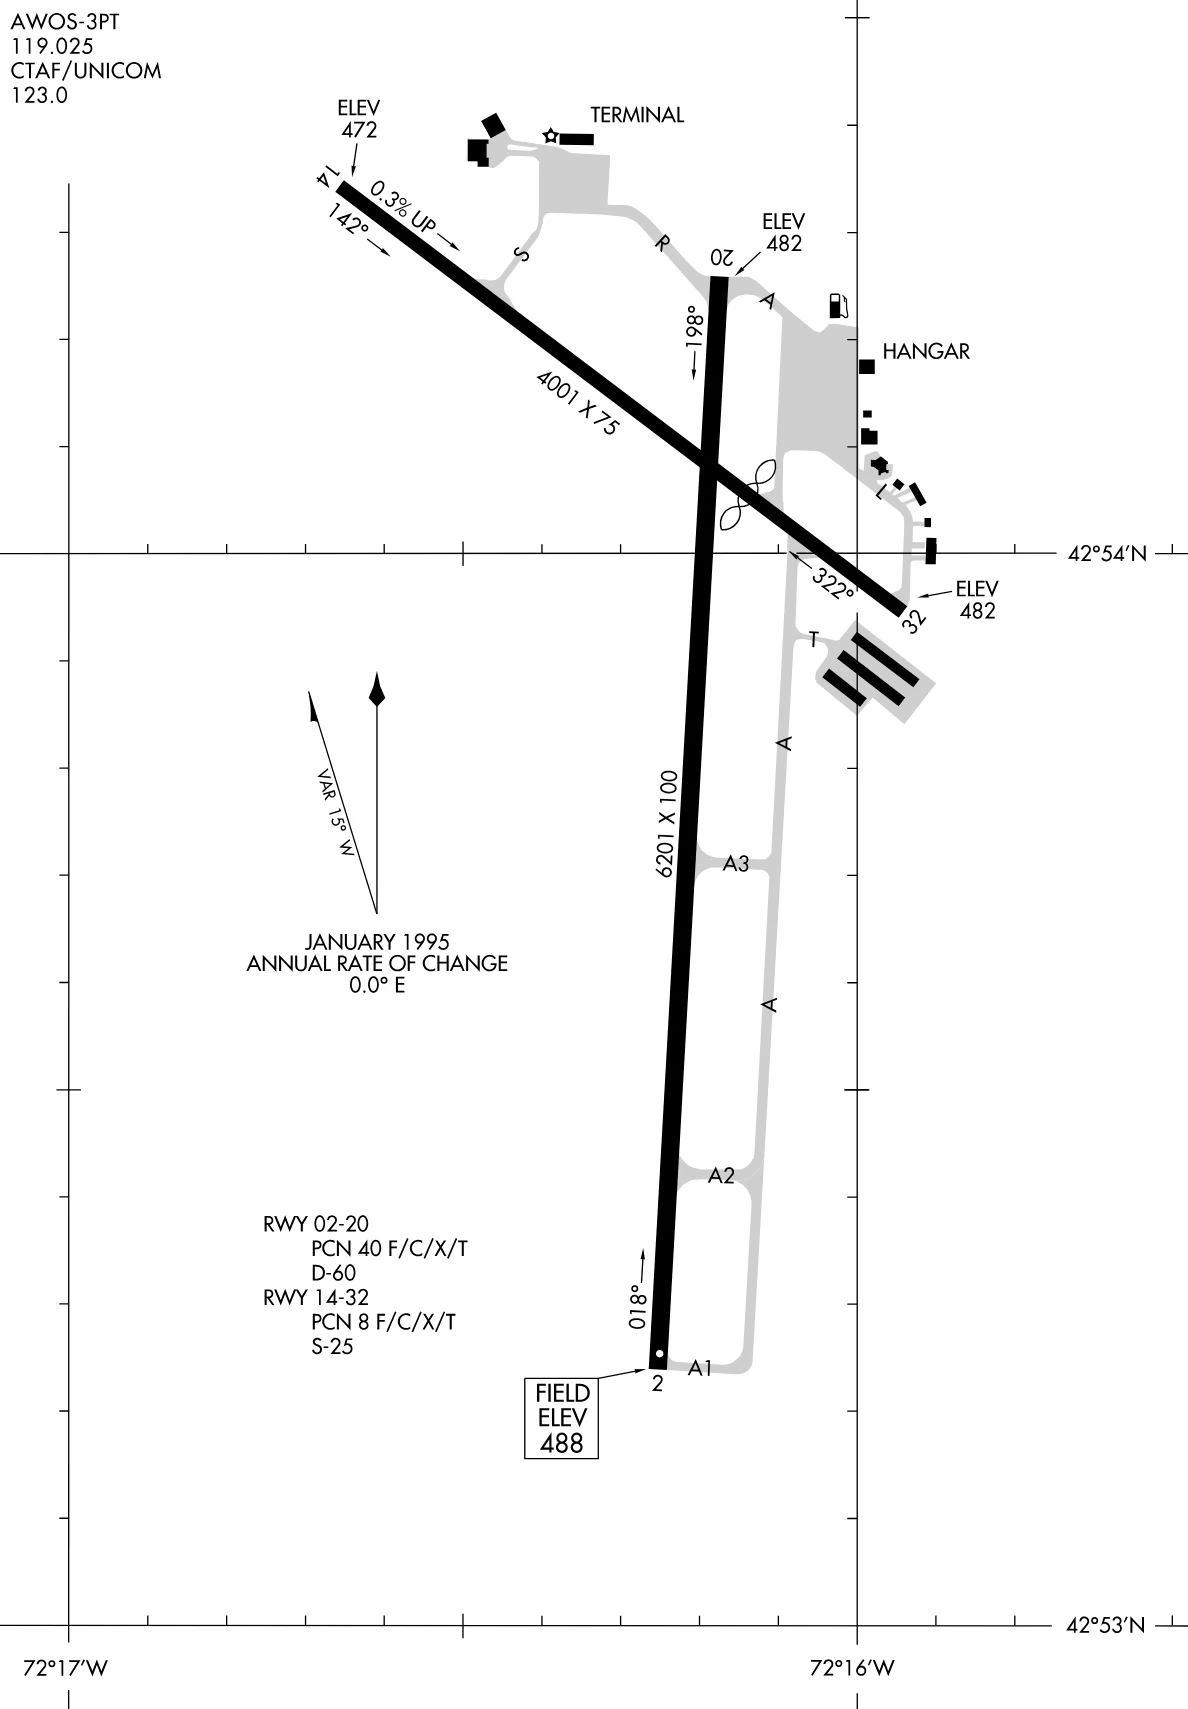 AWOS-3PT
119.025
CTAF/UNICOM
123.0
ELEV
472
TERMINAL
14
0.3% UP
142°
S
R
ELEV
482
20
A
198°
HANGAR
4001 X 75
L
42°54'N
322°
ELEV
482
32
T
A
VAR 15° W
6201 X 100
A3
JANUARY 1995
ANNUAL RATE OF CHANGE
0.0° E
A
A2
RWY 02-20
PCN 40 F/C/X/T
D-60
RWY 14-32
PCN 8 F/C/X/T
S-25
018°
A1
2
FIELD
ELEV
488
42°53'N
72°17'W
72°16'W